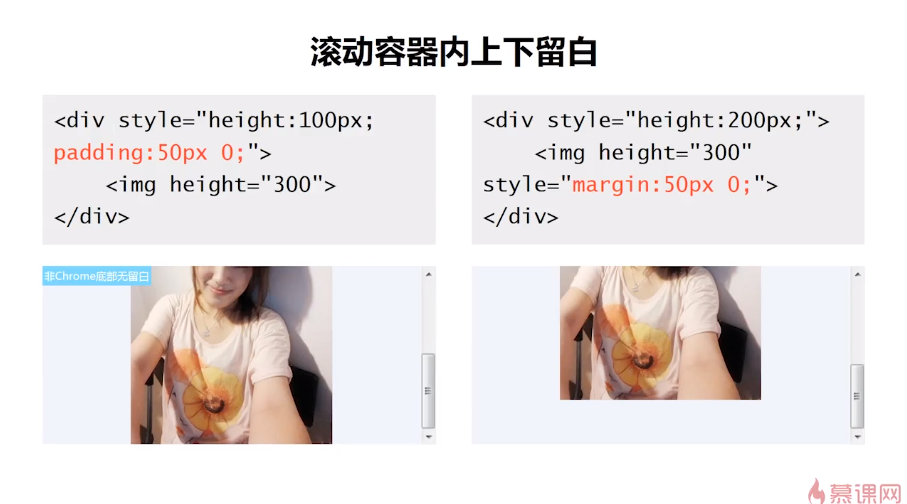 滚动容器内上下留白
<div style="height:100px;
padding:50px 0;">
<img height="300">
</div>
<div style="height:200px;">
<img height="300"
style="margin:50px 0;">
</div>
非Chrome底部无留白
慕课网